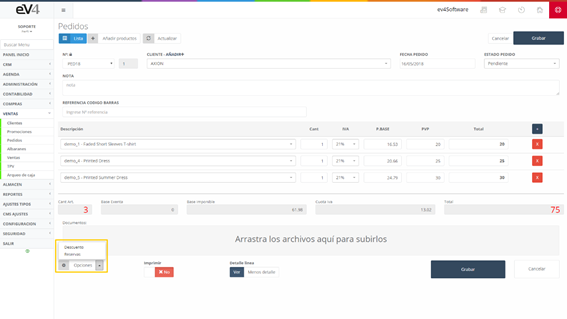 eV4
ev4Software
SOPORTE
Ev4
Buscar Menu
PANEL INICIO
CRM
AGENDA
ADMINISTRACIÓN
CONTABILIDAD
COMPRAS
VENTAS
Clientes
Promociones
Pedidos
Albaranes
Ventas
TPV
Arqueo de caja
ALMACEN
REPORTES
AJUSTES TIPOS
CMS AJUSTES
CONFIGURACIÓN
SEGURIDAD
SALIR
Pedidos
Lista
Añadir productos
Actualizar
Cancelar
Grabar
Nº:
CLIENTE - AÑADIR
FECHA PEDIDO
ESTADO PEDIDO
PED18
1
AXION
16/05/2018
Pendiente
NOTA
nota
REFERENCIA CODIGO BARRAS
Ingrese Nº referencia
Descripción
Cant
IVA
P.BASE
PVP
Total
+
demo_1 - Faded Short Sleeves T-shirt
1
21%
16.53
20
20
X
demo_4 - Printed Dress
1
21%
20.66
25
25
X
demo_5 - Printed Summer Dress
1
21%
24.79
30
30
X
Cant Art:
3
Base Exenta
0
Base Imponible
61.98
Cuota Iva
13.02
Total
75
Documentos:
Arrastra los archivos aquí para subirlos
Descuento
Reservas
Opciones
Imprimir
No
Detalle linea
Ver
Menos detalle
Grabar
Cancelar